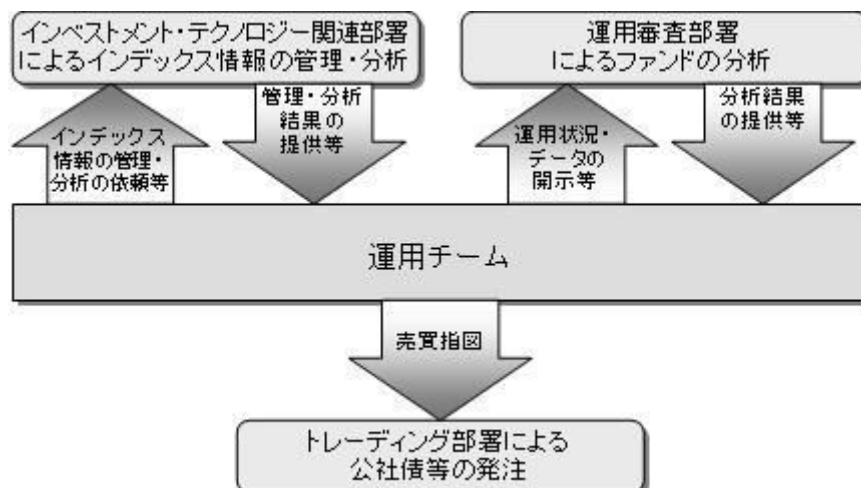 インベストメント・テクノロジー関連部署
によるインデックス情報の管理・分析
運用審査部署
によるファンドの分析
インデックス
情報の管理・
分析の依頼等
管理・分析
結果の
提供等
運用状況・
データの
開示等
分析結果
の提供等
運用チーム
売買指図
トレーディング部署による
公社債等の発注